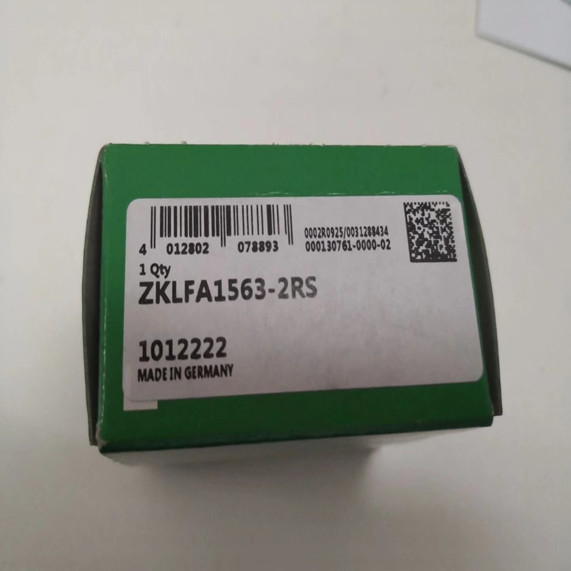 0002R0925/0031288434
4 012802 078893 000130761-0000-02
1 Qty
ZKLFA1563-2RS
1012222
MADE IN GERMANY